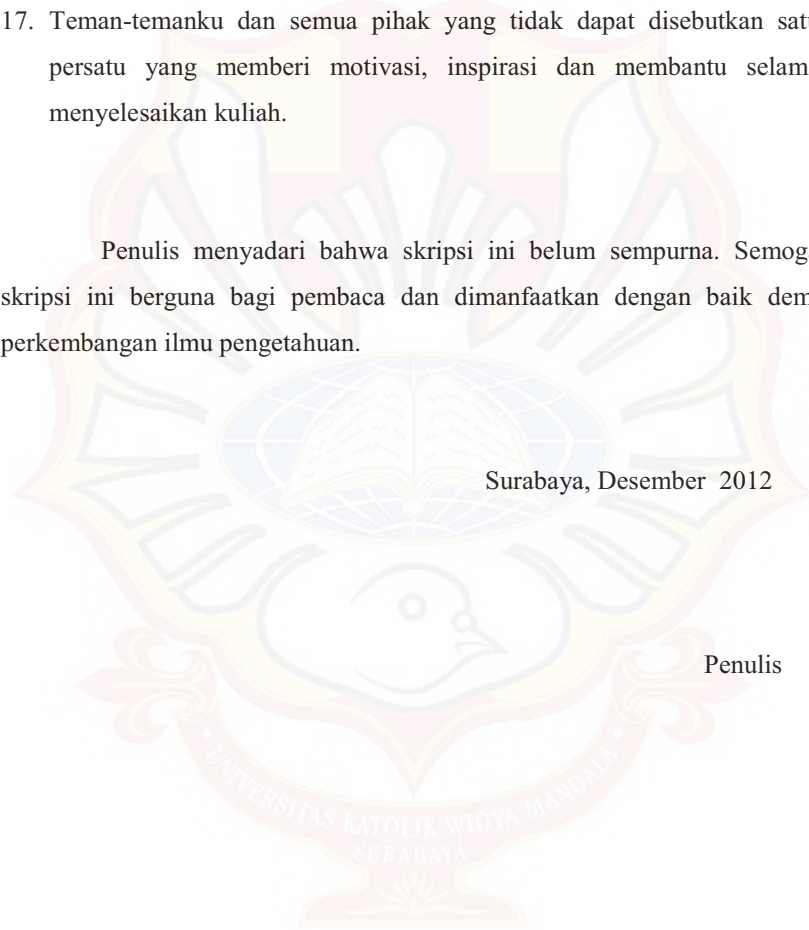 17. Teman-temanku dan semua pihak yang tidak dapat disebutkan satu
persatu yang memberi motivasi, inspirasi dan membantu selam
menyelesaikan kuliah.
Penulis menyadari bahwa skripsi ini belum sempurna. Semoga
skripsi ini berguna bagi pembaca dan dimanfaatkan dengan baik dem
perkembangan ilmu pengetahuan.
Surabaya, Desember 2012
Penulis
UNIVERSITAS KATOLIK WIDYA MANDALA
SURABAYA